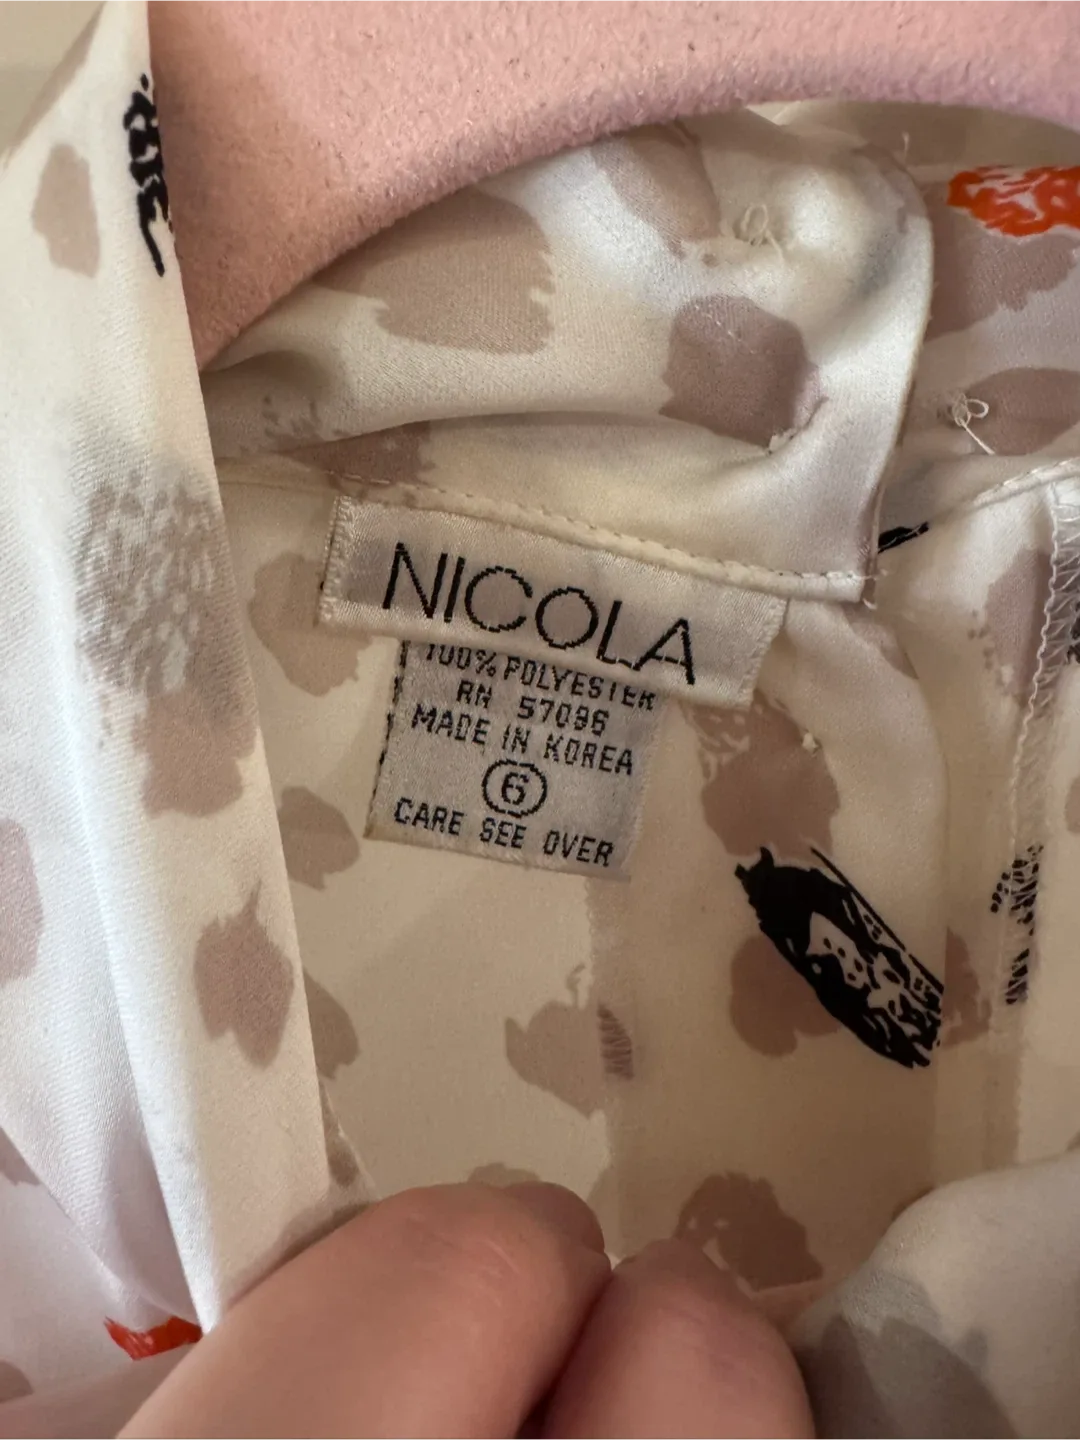 NICOLA
100% POLYESTER
RN 57096
MADE IN KOREA
6
CARE SEE OVER